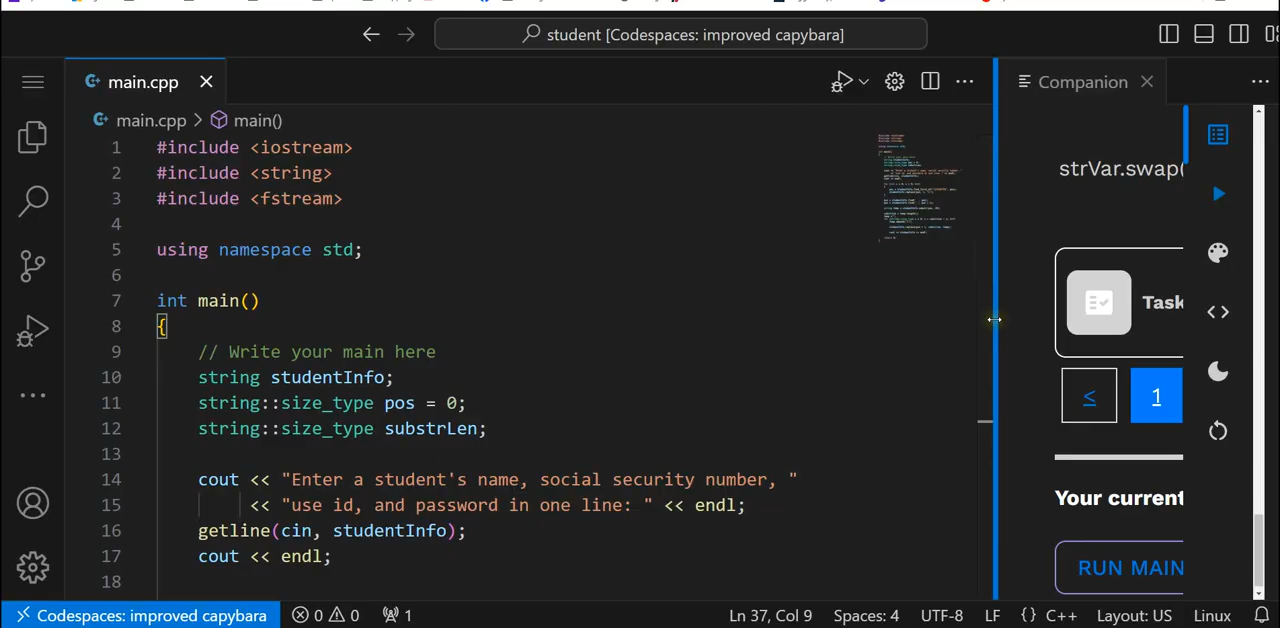 student [Codespaces: improved capybara]
main.cpp
Companion
main.cpp > main()
1 #include <iostream>
2 #include <string>
3 #include <fstream>
4
5 using namespace std;
6
7 int main()
8 {
9 // Write your main here
10 string studentInfo;
11 string::size_type pos = 0;
12 string::size_type substrLen;
13
14 cout << "Enter a student's name, social security number, "
15 << "use id, and password in one line: " << endl;
16 getline(cin, studentInfo);
17 cout << endl;
18
strVar.swap(
Task
≤ 1
Your current
RUN MAIN
Codespaces: improved capybara 0 0 1 Ln 37, Col 9 Spaces: 4 UTF-8 LF {} C++ Layout: US Linux